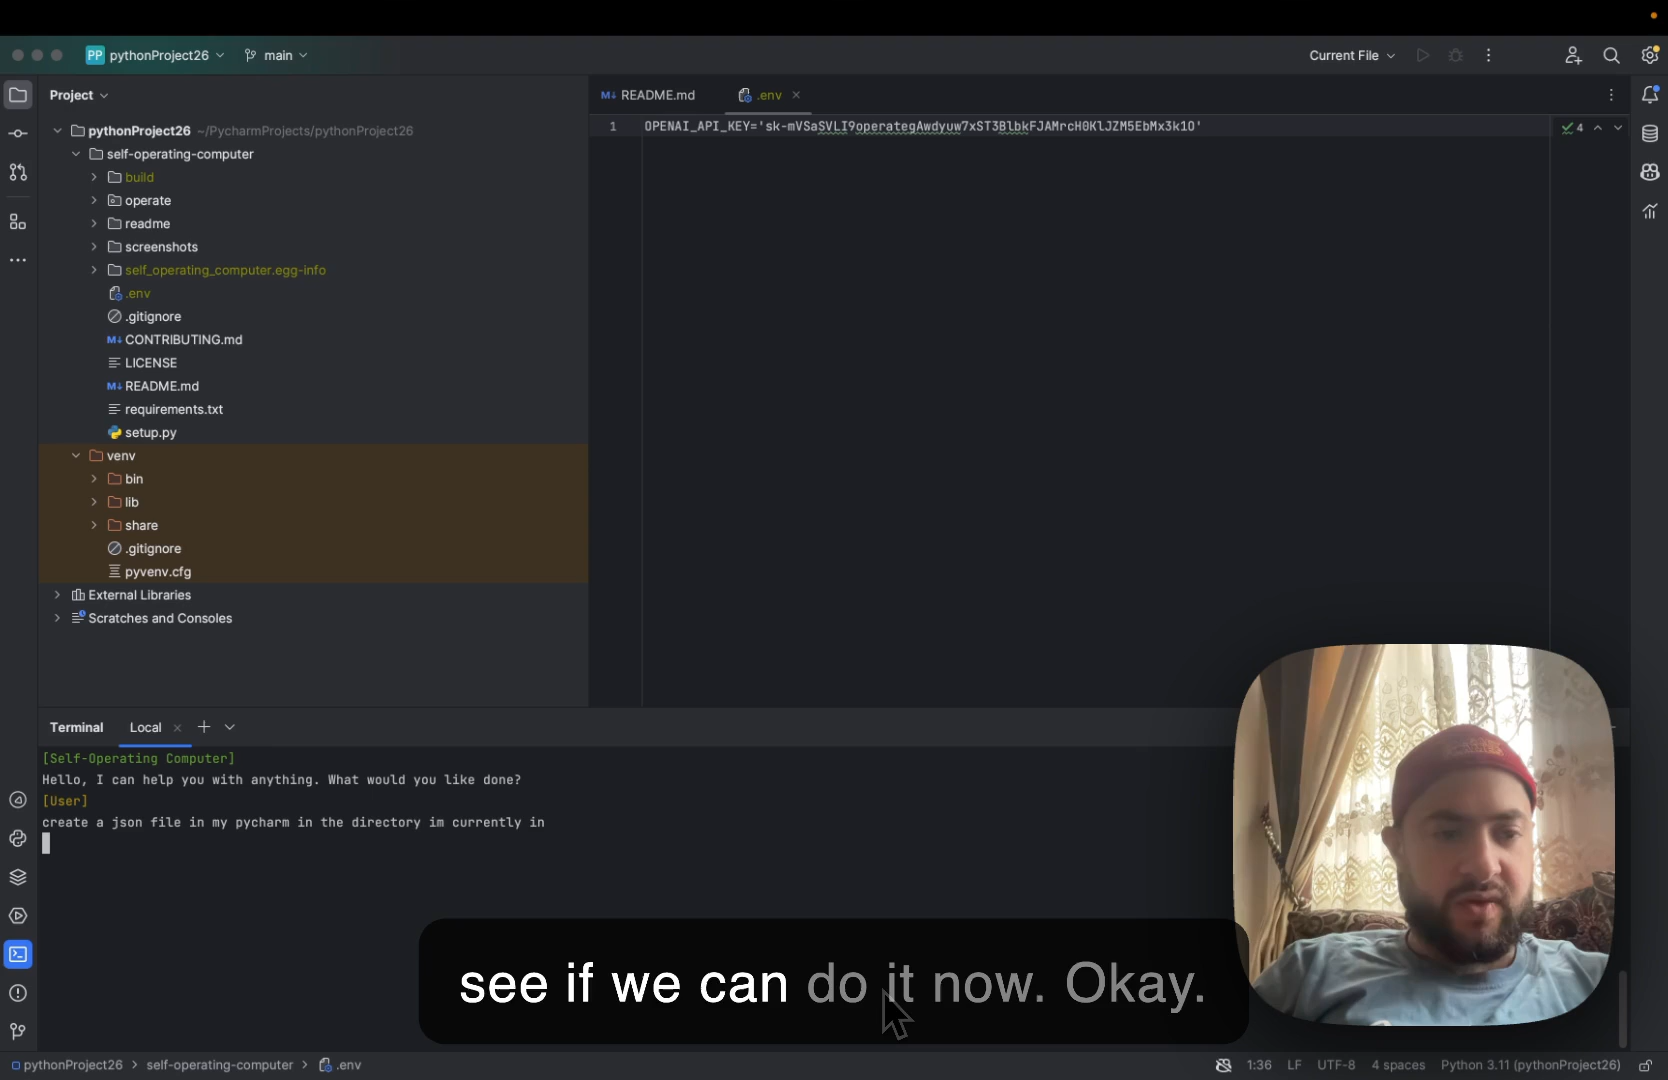 PP pythonProject26 main Current File
Project
README.md .env
pythonProject26 ~/PycharmProjects/pythonProject26
1 OPENAI_API_KEY='sk-mVSaSVLI9operategAwdyuw7xST3BlbkFJAMrcH0KlJZM5EbMx3k1O' 4
self-operating-computer
build
operate
readme
screenshots
self_operating_computer.egg-info
.env
.gitignore
CONTRIBUTING.md
LICENSE
README.md
requirements.txt
setup.py
venv
bin
lib
share
.gitignore
pyvenv.cfg
External Libraries
Scratches and Consoles
Terminal Local
[Self-Operating Computer]
Hello, I can help you with anything. What would you like done?
[User]
create a json file in my pycharm in the directory im currently in
see if we can do it now. Okay.
pythonProject26 > self-operating-computer > .env 1:36 LF UTF-8 4 spaces Python 3.11 (pythonProject26)